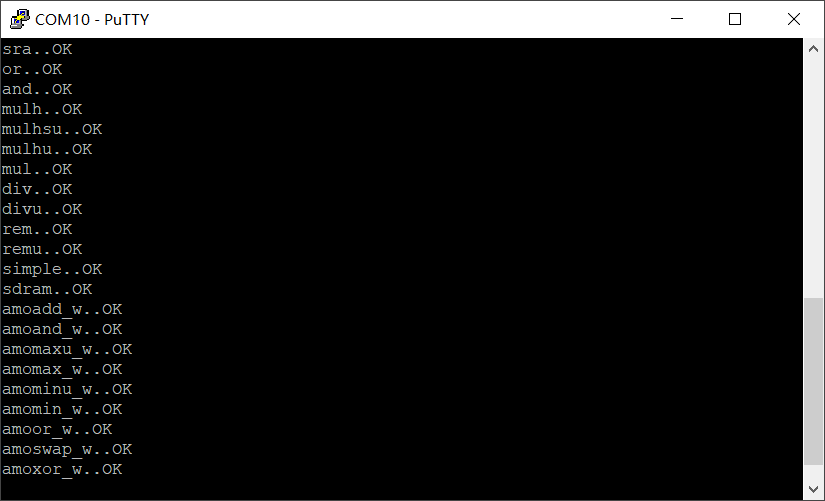 COM10 - PuTTY
sra..OK
or..OK
and..OK
mulh..OK
mulhsu..OK
mulhu..OK
mul..OK
div..OK
divu..OK
rem..OK
remu..OK
simple..OK
sdram..OK
amoadd_w..OK
amoand_w..OK
amomaxu_w..OK
amomax_w..OK
amominu_w..OK
amomin_w..OK
amoor_w..OK
amoswap_w..OK
amoxor_w..OK